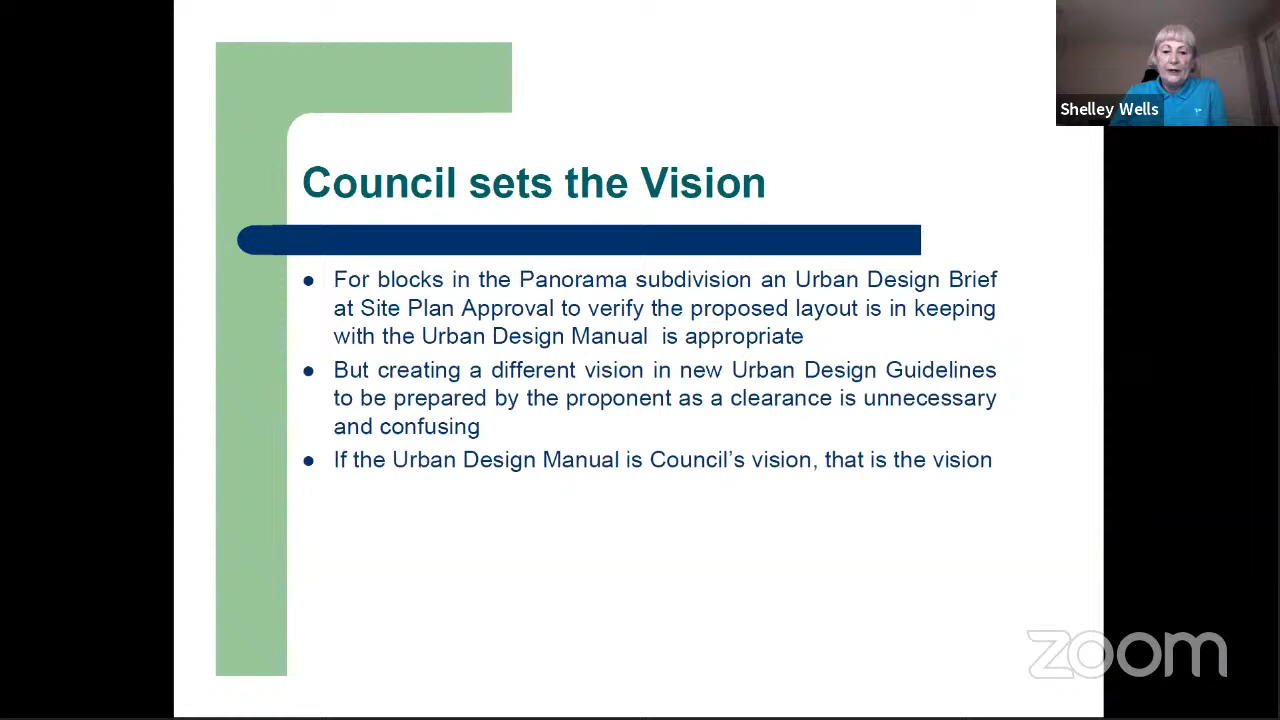 Shelley Wells
Council sets the Vision
● For blocks in the Panorama subdivision an Urban Design Brief
at Site Plan Approval to verify the proposed layout is in keeping
with the Urban Design Manual  is appropriate
● But creating a different vision in new Urban Design Guidelines
to be prepared by the proponent as a clearance is unnecessary
and confusing
● If the Urban Design Manual is Council’s vision, that is the vision
zoom